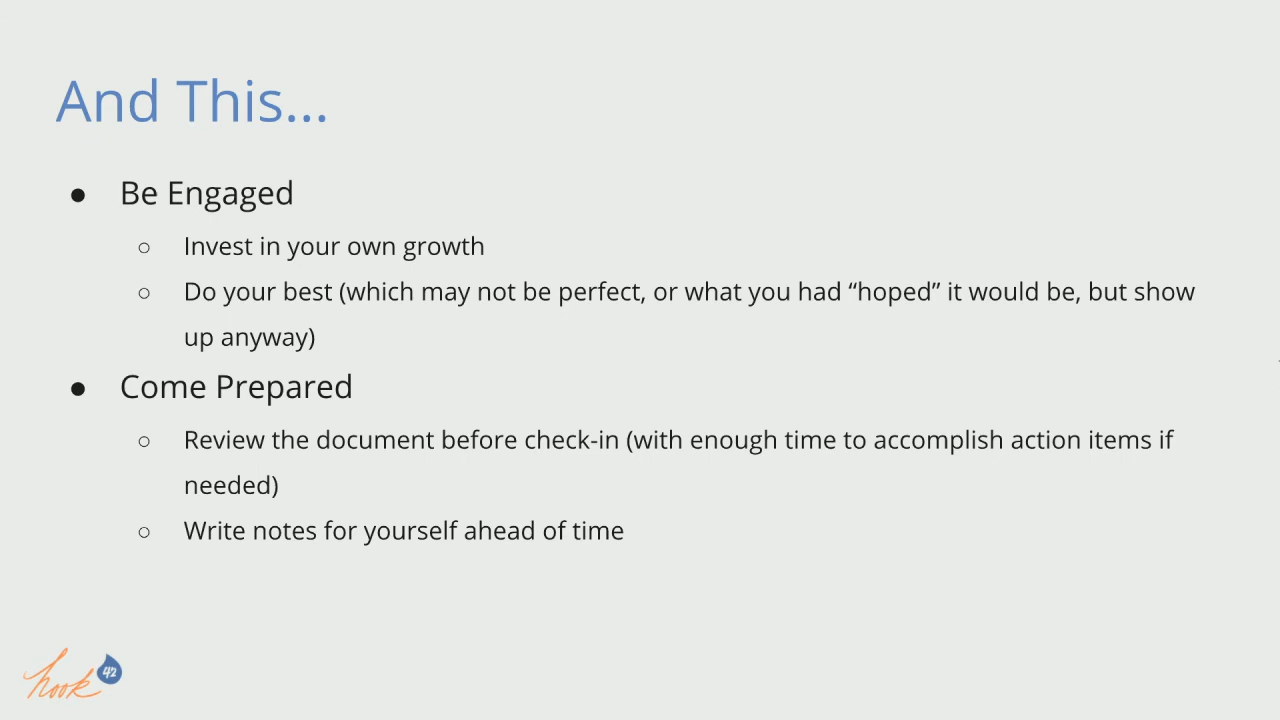 And This...
● Be Engaged
○ Invest in your own growth
○ Do your best (which may not be perfect, or what you had “hoped” it would be, but show
up anyway)
● Come Prepared
○ Review the document before check-in (with enough time to accomplish action items if
needed)
○ Write notes for yourself ahead of time
hook 42